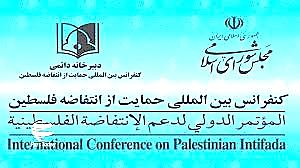 جمهوری اسلامی ایران
مجلس شورای اسلامی
دبیرخانه دائمی
کنفرانس بین المللی حمایت از انتفاضه فلسطین
کنفرانس بین المللی حمایت از انتفاضه فلسطین
المؤتمر الدولي لدعم الإنتفاضة الفلسطينية
International Conference on Palestinian Intifada